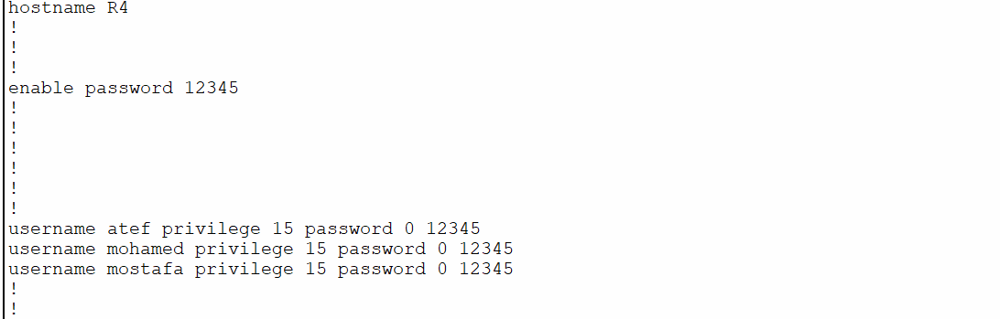 hostname R4
!
!
!
enable password 12345
!
!
!
!
!
!
username atef privilege 15 password 0 12345
username mohamed privilege 15 password 0 12345
username mostafa privilege 15 password 0 12345
!
!